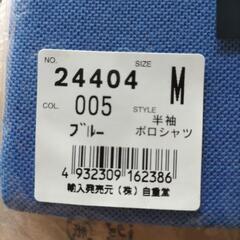 NO. SIZE
24404 M
COL. 005 STYLE 半袖
ブルー ポロシャツ
4 932309 162386
輸入発売元(株)自重堂